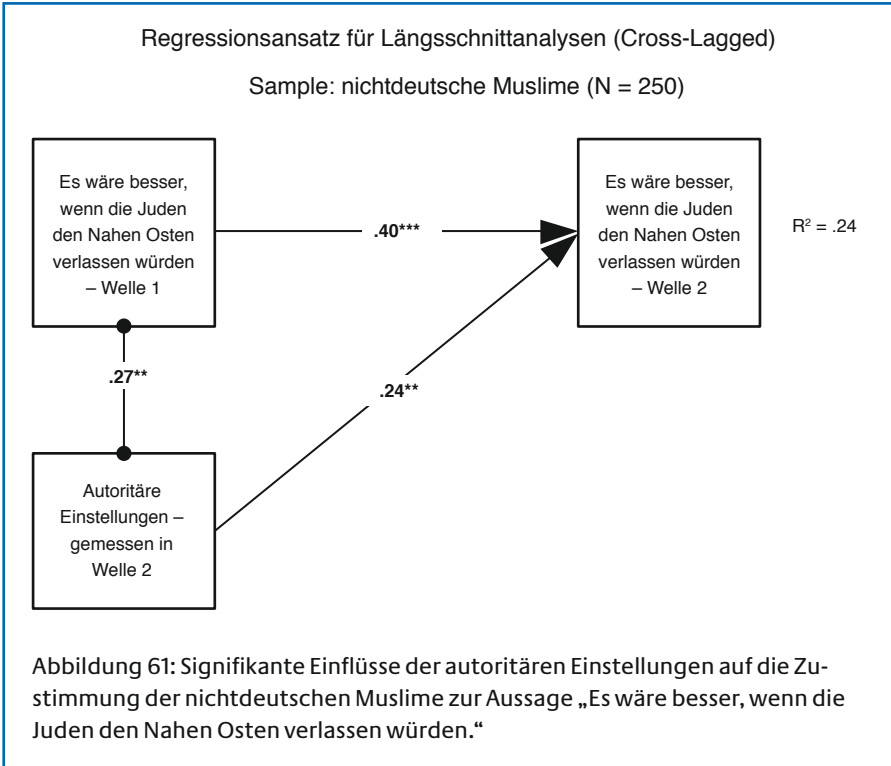 Regressionsansatz für Längsschnittanalysen (Cross-Lagged)
Sample: nichtdeutsche Muslime (N = 250)
Es wäre besser,
wenn die Juden
den Nahen Osten
verlassen würden
– Welle 1
.40***
Es wäre besser,
wenn die Juden
den Nahen Osten
verlassen würden
– Welle 2
R² = .24
.27**
.24**
Autoritäre
Einstellungen –
gemessen in
Welle 2
Abbildung 61: Signifikante Einflüsse der autoritären Einstellungen auf die Zu-
stimmung der nichtdeutschen Muslime zur Aussage „Es wäre besser, wenn die
Juden den Nahen Osten verlassen würden.“